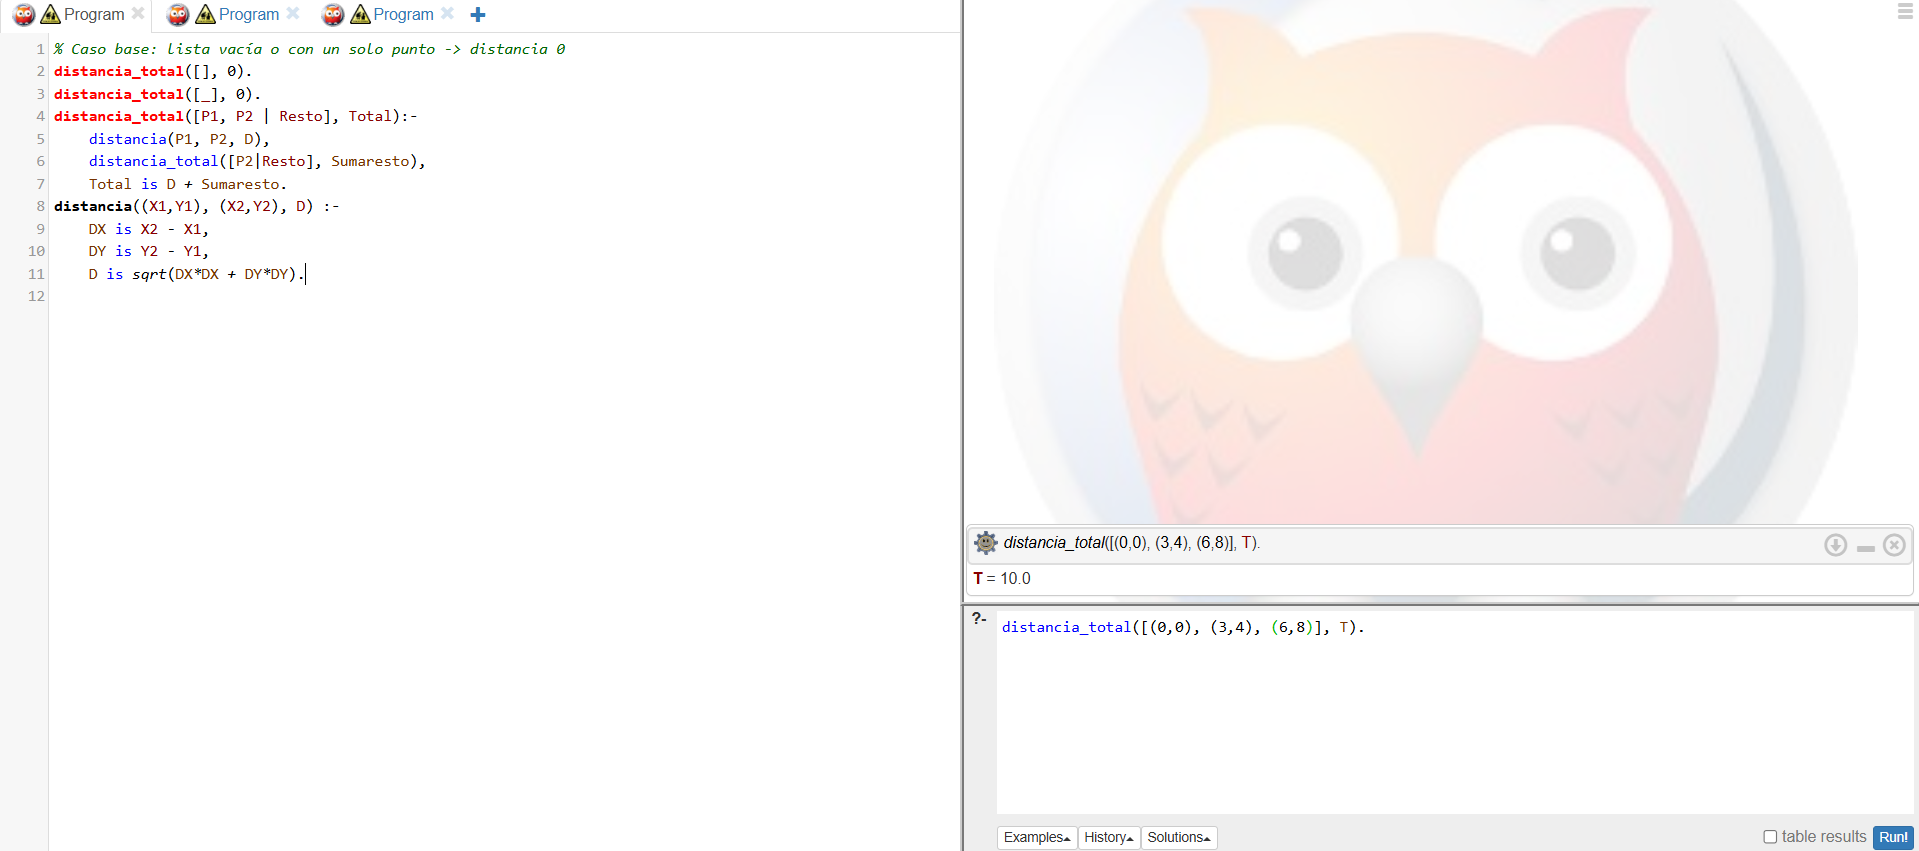 Program Program Program
1 % Caso base: lista vacía o con un solo punto -> distancia 0
2 distancia_total([], 0).
3 distancia_total([_], 0).
4 distancia_total([P1, P2 | Resto], Total):-
5 distancia(P1, P2, D),
6 distancia_total([P2|Resto], Sumaresto),
7 Total is D + Sumaresto.
8 distancia((X1,Y1), (X2,Y2), D) :-
9 DX is X2 - X1,
10 DY is Y2 - Y1,
11 D is sqrt(DX*DX + DY*DY).
12
distancia_total([(0,0), (3,4), (6,8)], T).
T = 10.0
?- distancia_total([(0,0), (3,4), (6,8)], T).
Examples History Solutions table results Run!